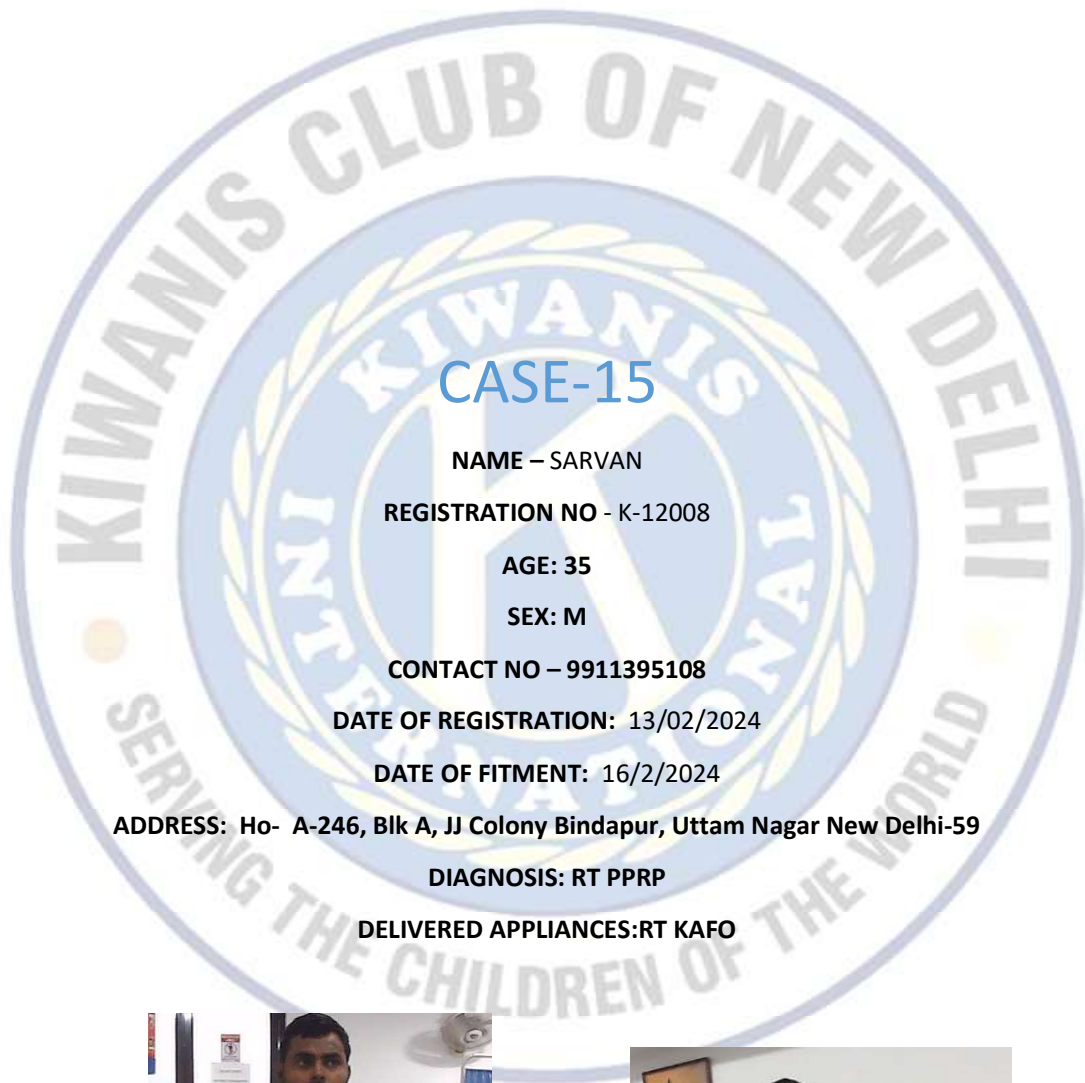 KIWANIS CLUB OF NEW DELHI
KIWANIS
INTERNATIONAL
SERVING THE CHILDREN OF THE WORLD
CASE-15
NAME – SARVAN
REGISTRATION NO - K-12008
AGE: 35
SEX: M
CONTACT NO – 9911395108
DATE OF REGISTRATION: 13/02/2024
DATE OF FITMENT: 16/2/2024
ADDRESS: Ho- A-246, Blk A, JJ Colony Bindapur, Uttam Nagar New Delhi-59
DIAGNOSIS: RT PPRP
DELIVERED APPLIANCES:RT KAFO